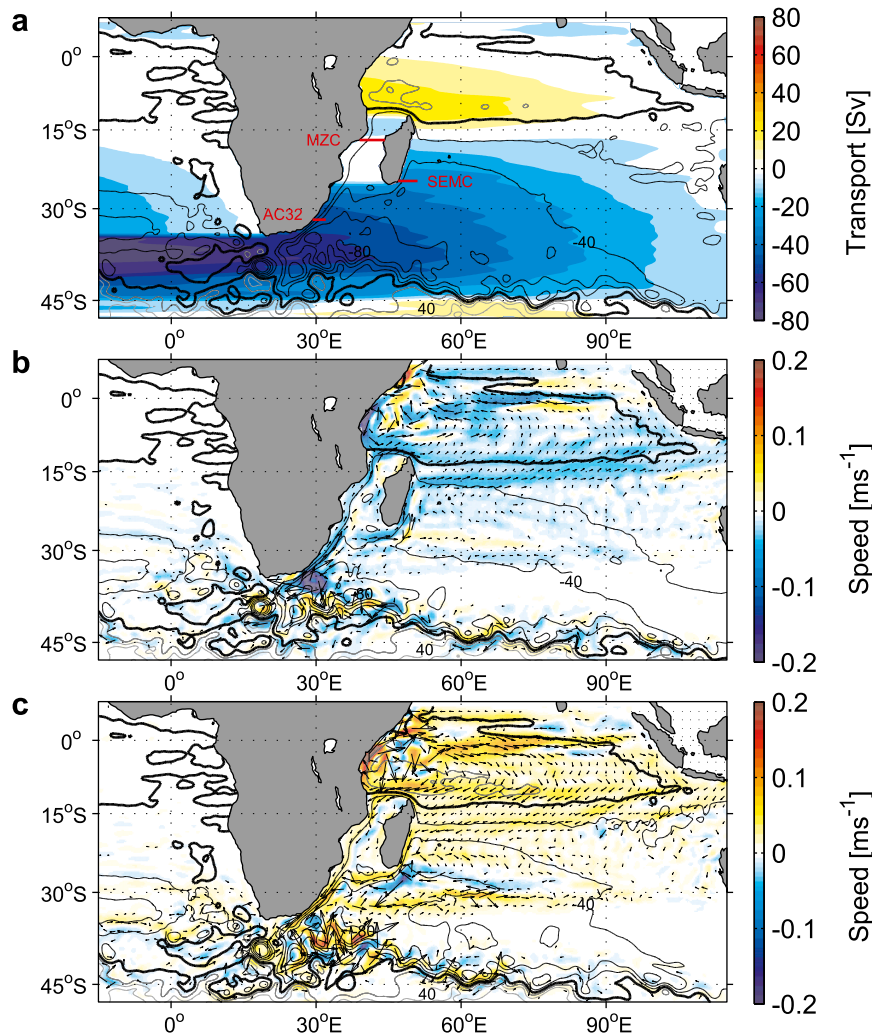 a
0°
15°S
30°S
45°S
MZC
SEMC
AC32
-80
-40
40
0°
30°E
60°E
90°E
80
60
40
20
0
-20
-40
-60
-80
Transport [Sv]
b
0°
15°S
30°S
45°S
-80
-40
40
0°
30°E
60°E
90°E
0.2
0.1
0
-0.1
-0.2
Speed [ms⁻¹]
c
0°
15°S
30°S
45°S
-80
-40
40
0°
30°E
60°E
90°E
0.2
0.1
0
-0.1
-0.2
Speed [ms⁻¹]